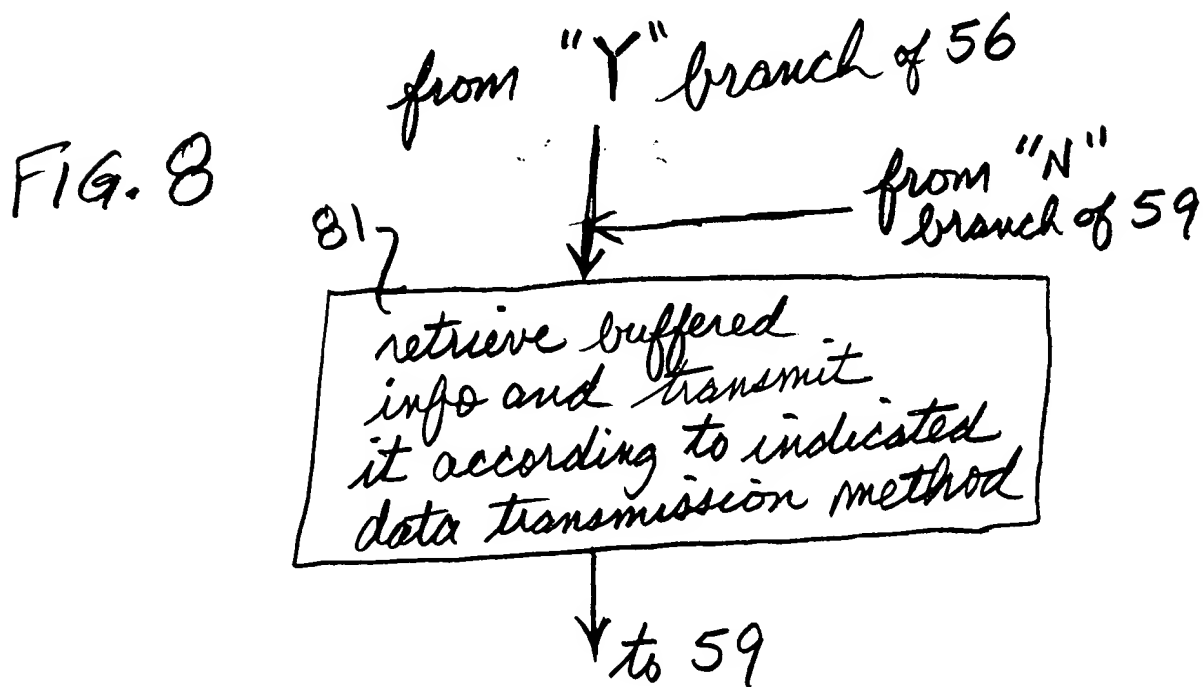 from "Y" branch of 56
FIG. 8
from "N"
branch of 59
81
retrieve buffered
info and transmit
it according to indicated
data transmission method
to 59